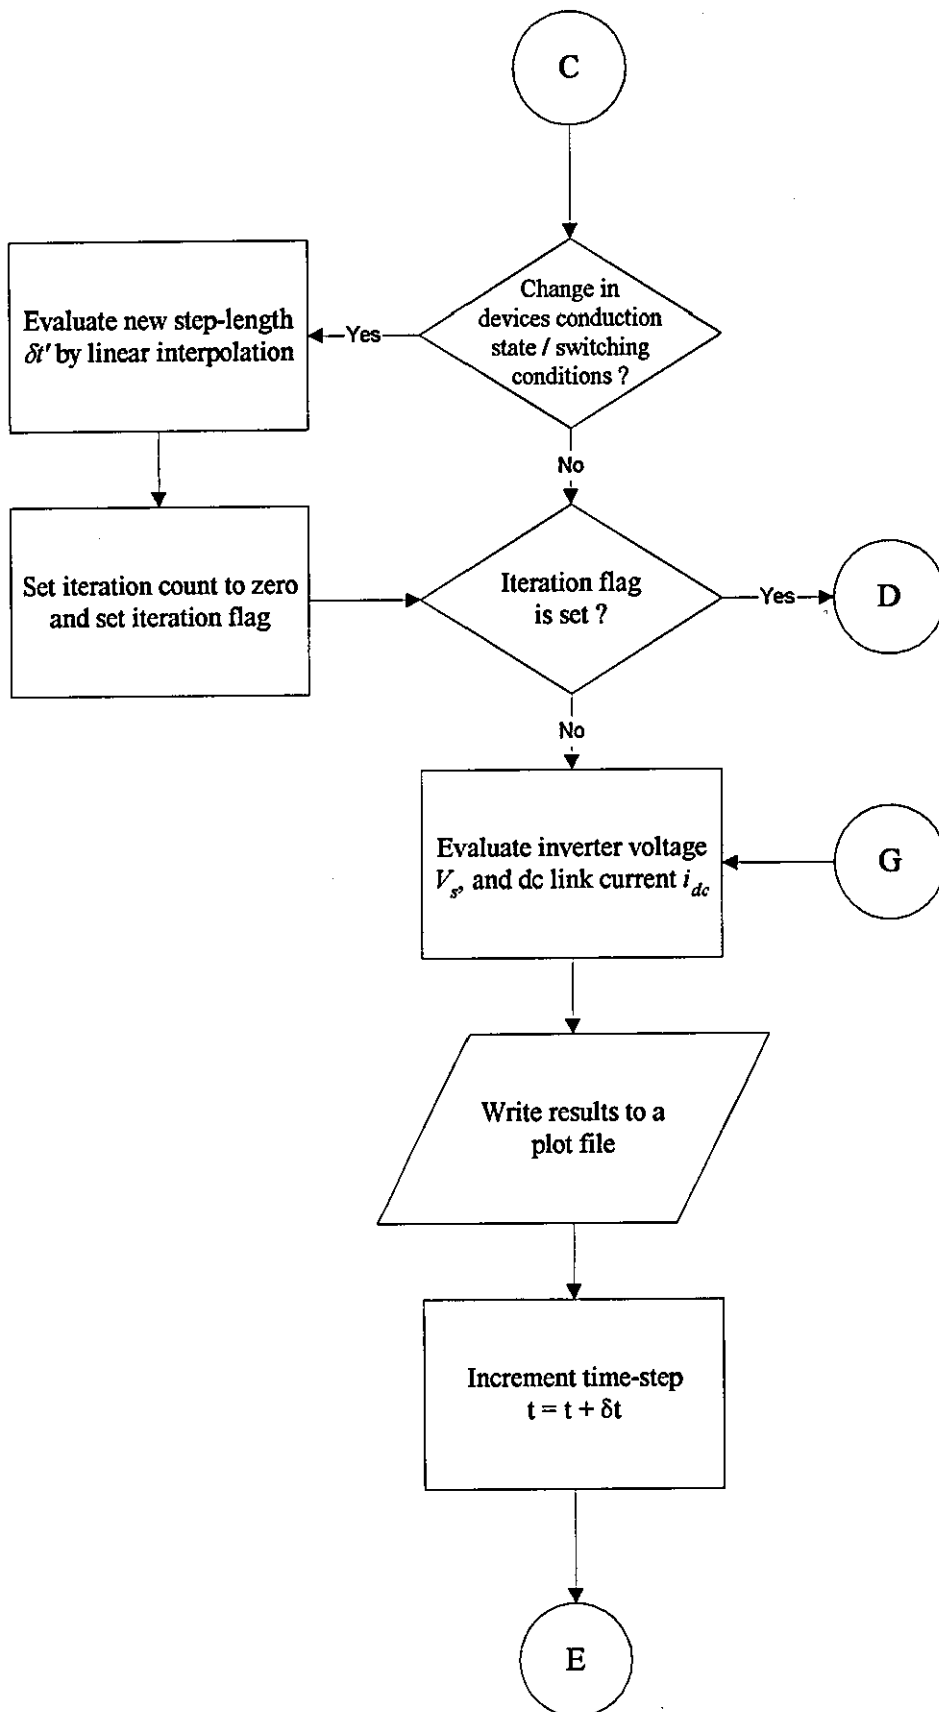 C
Change in
devices conduction
state / switching
conditions ?
Yes
Evaluate new step-length
δt' by linear interpolation
No
Set iteration count to zero
and set iteration flag
Iteration flag
is set ?
Yes
D
No
Evaluate inverter voltage
Vs, and dc link current idc
G
Write results to a
plot file
Increment time-step
t = t + δt
E